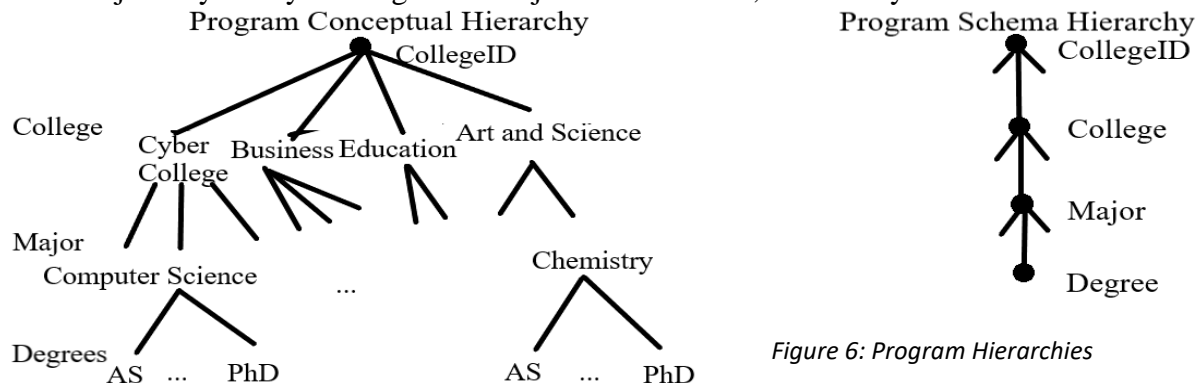 Program Conceptual Hierarchy
CollegeID
College
Cyber
College
Business
Education
Art and Science
Major
Computer Science
...
Chemistry
Degrees
AS
...
PhD
AS
...
PhD
Program Schema Hierarchy
CollegeID
College
Major
Degree
Figure 6: Program Hierarchies